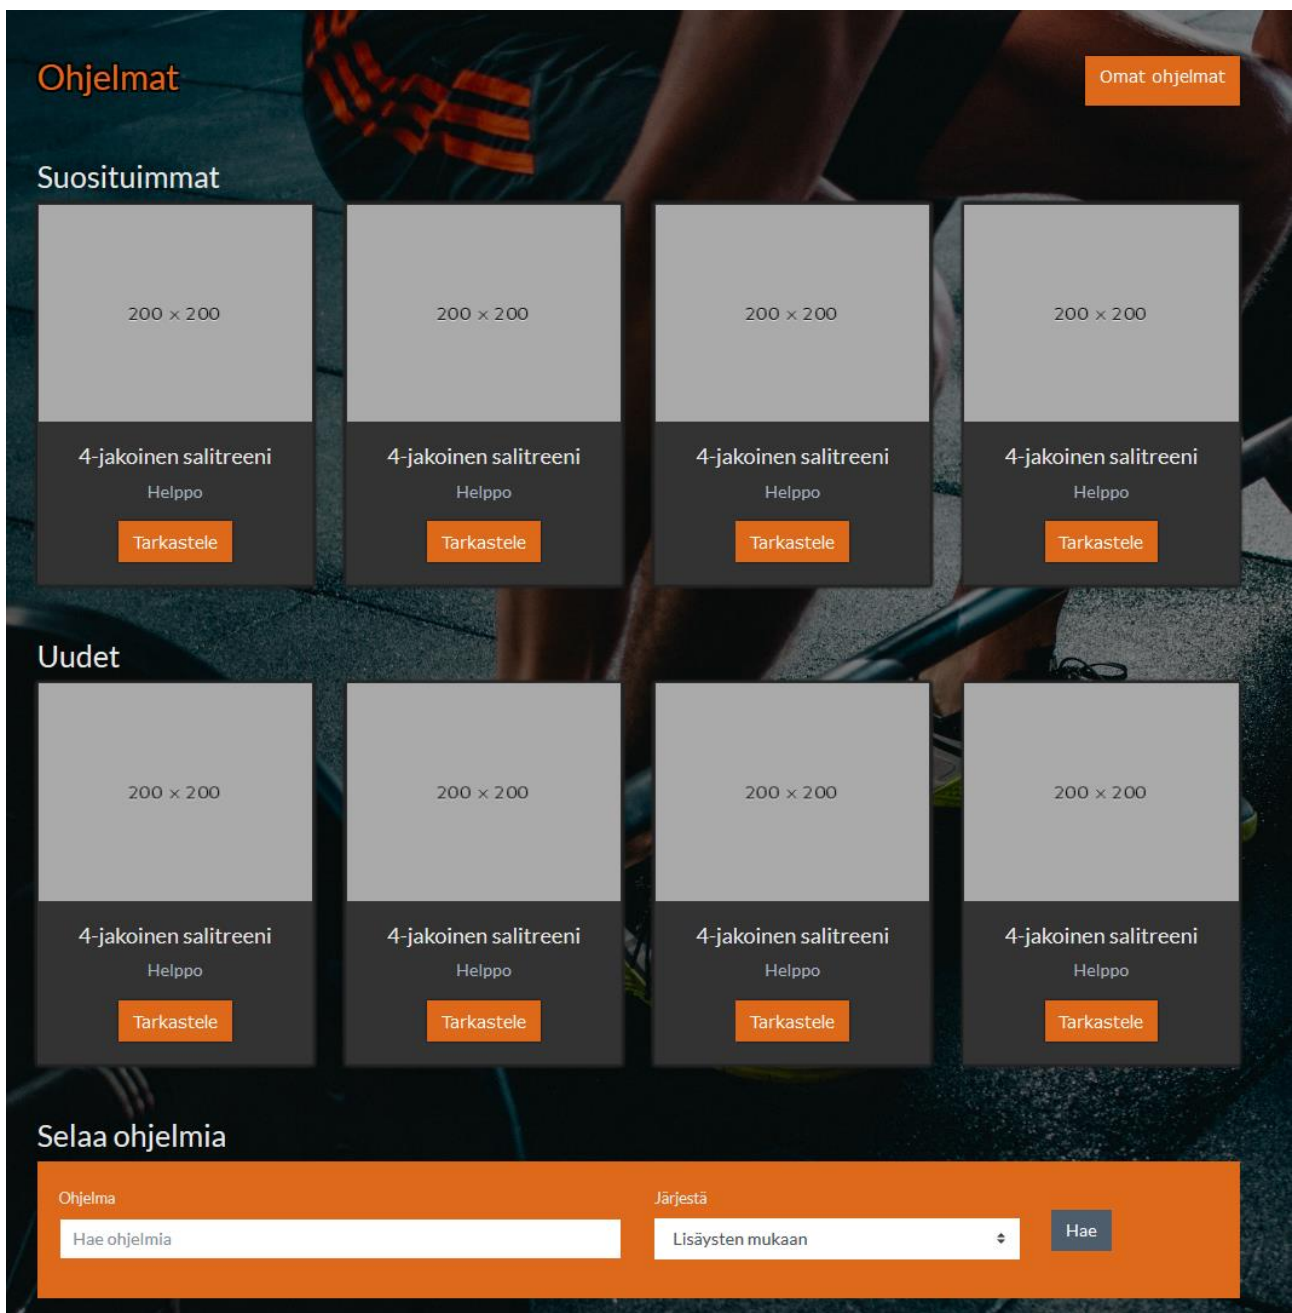 Ohjelmat
Omat ohjelmat
Suosituimmat
200 × 200
200 × 200
200 × 200
200 × 200
4-jakoinen salitreeni
4-jakoinen salitreeni
4-jakoinen salitreeni
4-jakoinen salitreeni
Helppo
Helppo
Helppo
Helppo
Tarkastele
Tarkastele
Tarkastele
Tarkastele
Uudet
200 × 200
200 × 200
200 × 200
200 × 200
4-jakoinen salitreeni
4-jakoinen salitreeni
4-jakoinen salitreeni
4-jakoinen salitreeni
Helppo
Helppo
Helppo
Helppo
Tarkastele
Tarkastele
Tarkastele
Tarkastele
Selaa ohjelmia
Ohjelma
Järjestä
Hae ohjelmia
Lisäysten mukaan
Hae